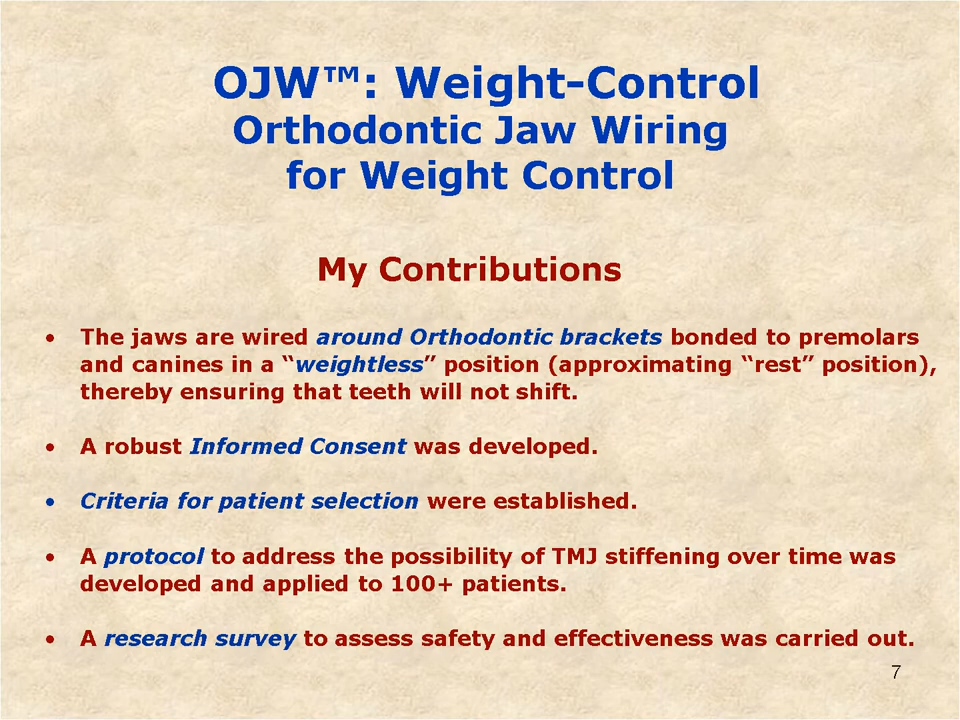 OJW™: Weight-Control
Orthodontic Jaw Wiring
for Weight Control
My Contributions
• The jaws are wired around Orthodontic brackets bonded to premolars
and canines in a “weightless” position (approximating “rest” position),
thereby ensuring that teeth will not shift.
• A robust Informed Consent was developed.
• Criteria for patient selection were established.
• A protocol to address the possibility of TMJ stiffening over time was
developed and applied to 100+ patients.
• A research survey to assess safety and effectiveness was carried out.
7